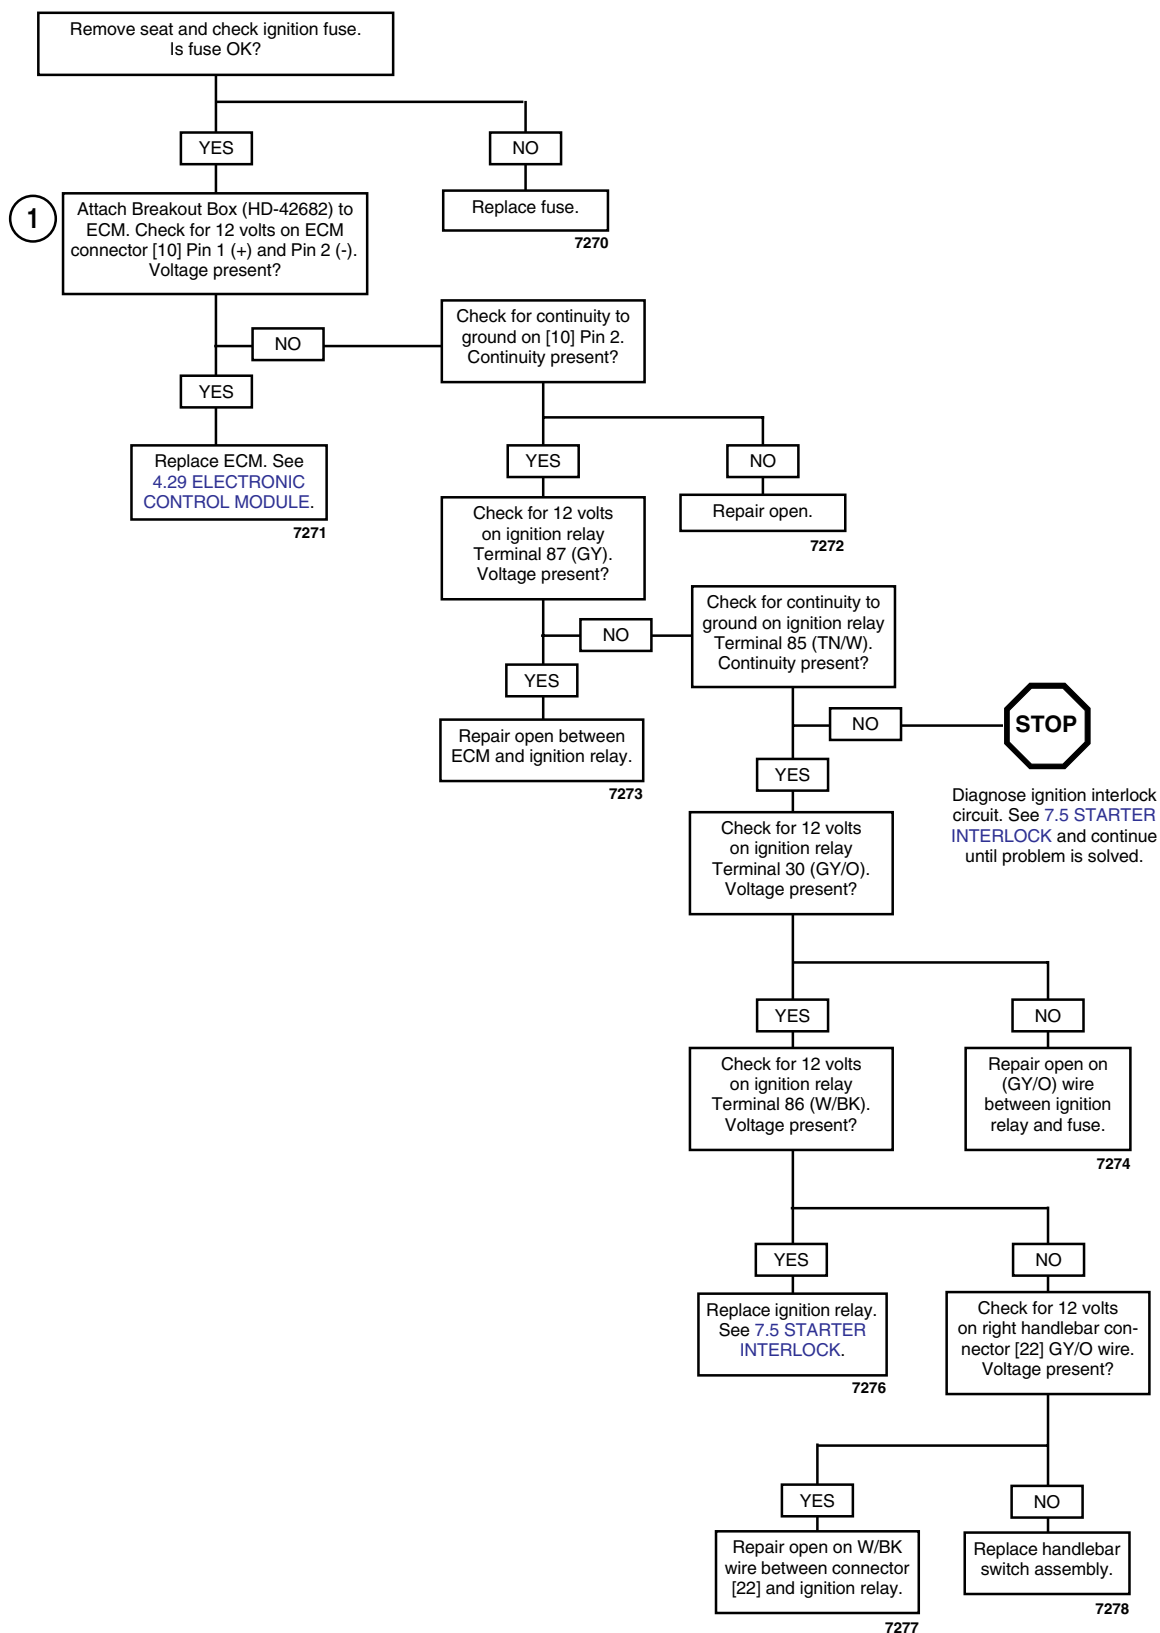 Remove seat and check ignition fuse.
Is fuse OK?
YES
NO
1
Attach Breakout Box (HD-42682) to
ECM. Check for 12 volts on ECM
connector [10] Pin 1 (+) and Pin 2 (-).
Voltage present?
Replace fuse.
7270
NO
Check for continuity to
ground on [10] Pin 2.
Continuity present?
YES
Replace ECM. See
4.29 ELECTRONIC
CONTROL MODULE.
7271
YES
NO
Check for 12 volts
on ignition relay
Terminal 87 (GY).
Voltage present?
Repair open.
7272
NO
Check for continuity to
ground on ignition relay
Terminal 85 (TN/W).
Continuity present?
YES
Repair open between
ECM and ignition relay.
7273
NO
STOP
Diagnose ignition interlock
circuit. See 7.5 STARTER
INTERLOCK and continue
until problem is solved.
YES
Check for 12 volts
on ignition relay
Terminal 30 (GY/O).
Voltage present?
YES
NO
Check for 12 volts
on ignition relay
Terminal 86 (W/BK).
Voltage present?
Repair open on
(GY/O) wire
between ignition
relay and fuse.
7274
YES
NO
Replace ignition relay.
See 7.5 STARTER
INTERLOCK.
7276
Check for 12 volts
on right handlebar con-
nector [22] GY/O wire.
Voltage present?
YES
NO
Repair open on W/BK
wire between connector
[22] and ignition relay.
7277
Replace handlebar
switch assembly.
7278